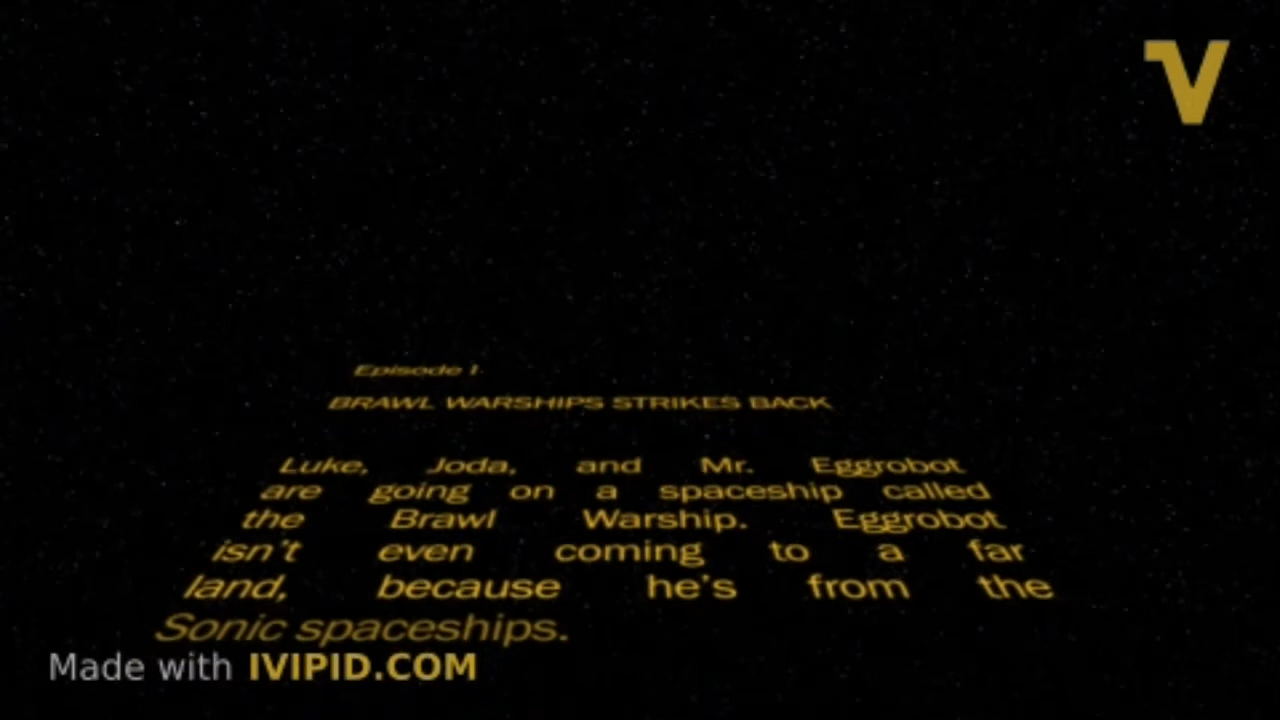 V
Episode 1
BRAWL WARSHIPS STRIKES BACK
Luke, Joda, and Mr. Eggrobot
are going on a spaceship called
the Brawl Warship. Eggrobot
isn't even coming to a far
land, because he's from the
Sonic spaceships.
Made with IVIPID.COM